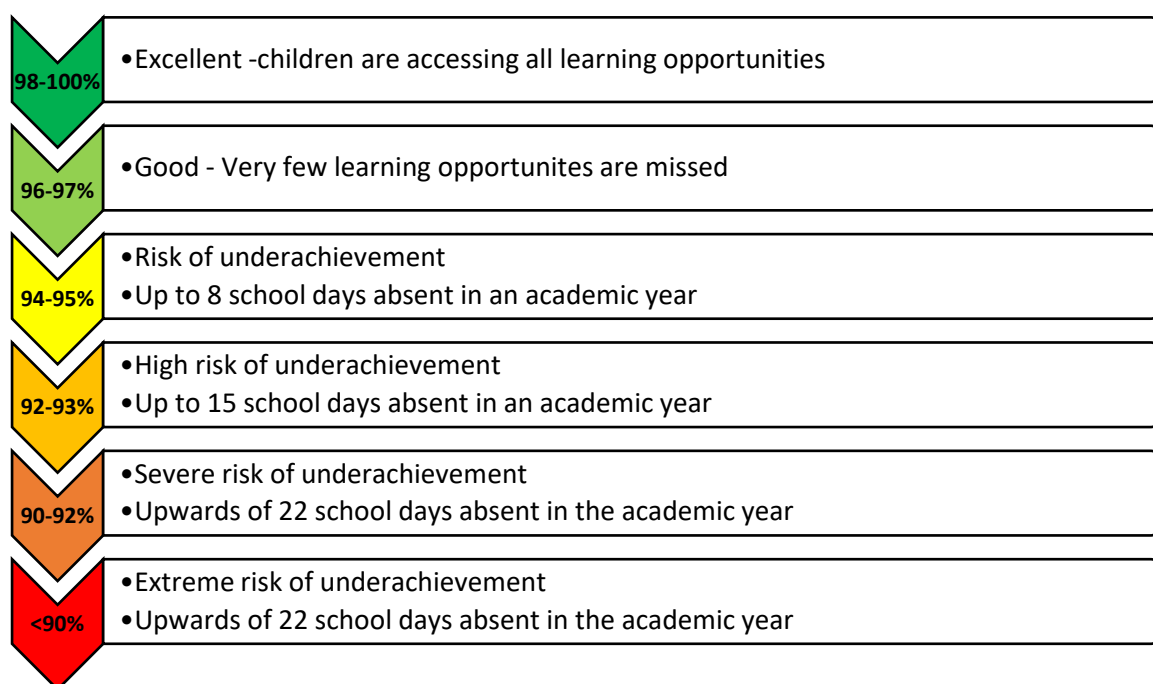 98-100%
•Excellent -children are accessing all learning opportunities
96-97%
•Good - Very few learning opportunites are missed
94-95%
•Risk of underachievement
•Up to 8 school days absent in an academic year
92-93%
•High risk of underachievement
•Up to 15 school days absent in an academic year
90-92%
•Severe risk of underachievement
•Upwards of 22 school days absent in the academic year
<90%
•Extreme risk of underachievement
•Upwards of 22 school days absent in the academic year